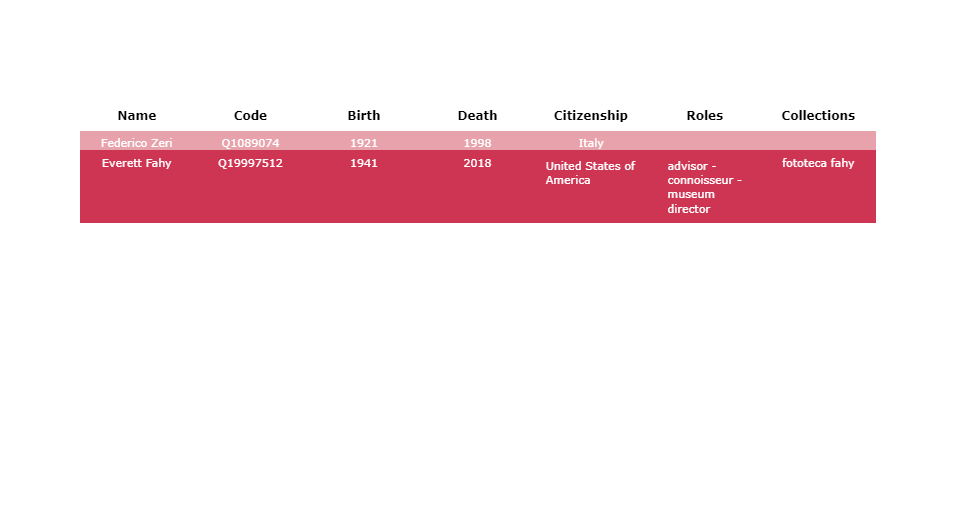 Name Code Birth Death Citizenship Roles Collections
Federico Zeri Q1089074 1921 1998 Italy
Everett Fahy Q19997512 1941 2018 United States of America advisor - connoisseur - museum director fototeca fahy